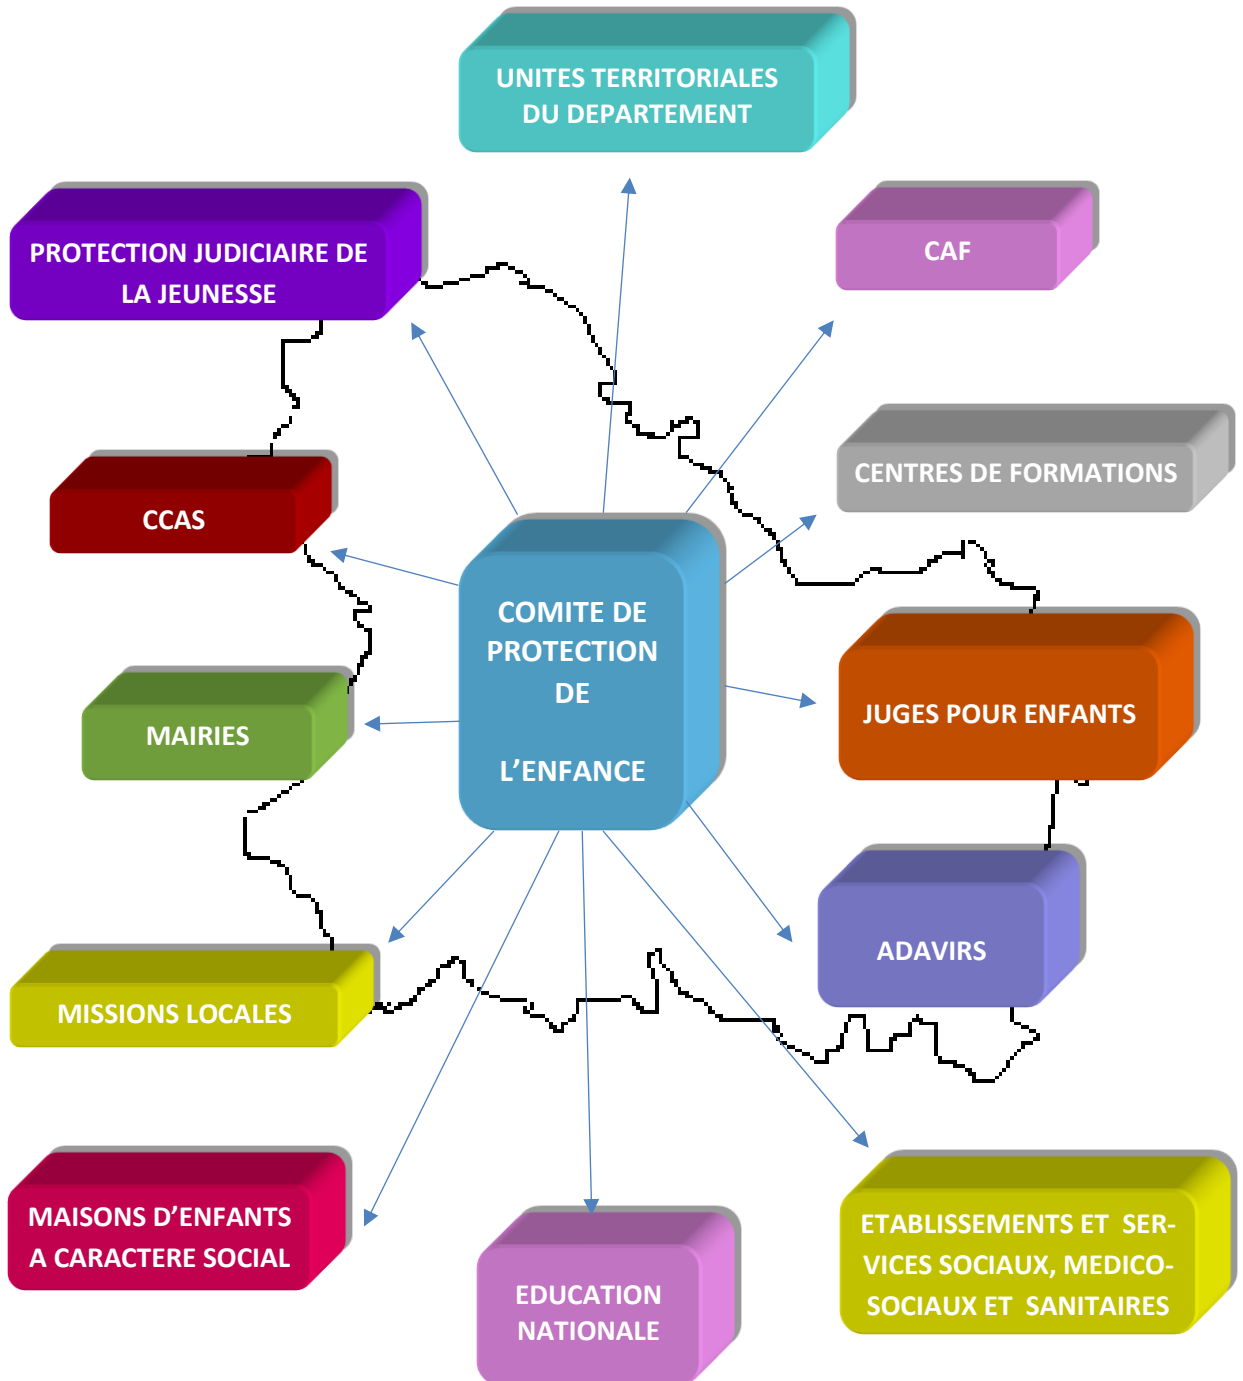 UNITES TERRITORIALES
DU DEPARTEMENT
PROTECTION JUDICIAIRE DE
LA JEUNESSE
CAF
CENTRES DE FORMATIONS
CCAS
COMITE DE
PROTECTION
DE
L’ENFANCE
JUGES POUR ENFANTS
MAIRIES
ADAVIRS
MISSIONS LOCALES
MAISONS D’ENFANTS
A CARACTERE SOCIAL
EDUCATION
NATIONALE
ETABLISSEMENTS ET SER-
VICES SOCIAUX, MEDICO-
SOCIAUX ET SANITAIRES